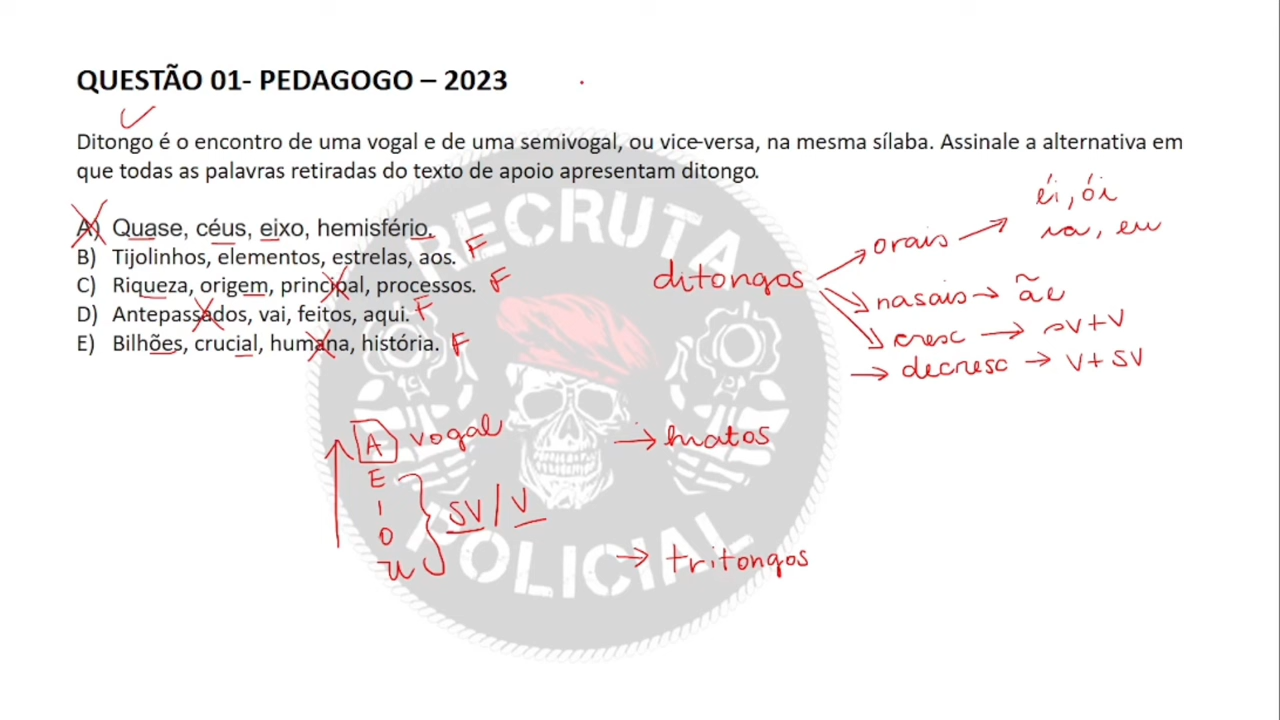 QUESTÃO 01- PEDAGOGO – 2023
Ditongo é o encontro de uma vogal e de uma semivogal, ou vice-versa, na mesma sílaba. Assinale a alternativa em
que todas as palavras retiradas do texto de apoio apresentam ditongo.
A) Quase, céus, eixo, hemisfério.
B) Tijolinhos, elementos, estrelas, aos. F
C) Riqueza, origem, principal, processos. F
D) Antepassados, vai, feitos, aqui. F
E) Bilhões, crucial, humana, história. F
RECRUTA
POLICIAL
ditongos
orais → éi, ói
ua, eu
nasais → ãe
cresc → SV+V
→ decresc → V+SV
A vogal
E
I
O
U
SV/V
→ hiatos
→ tritongos